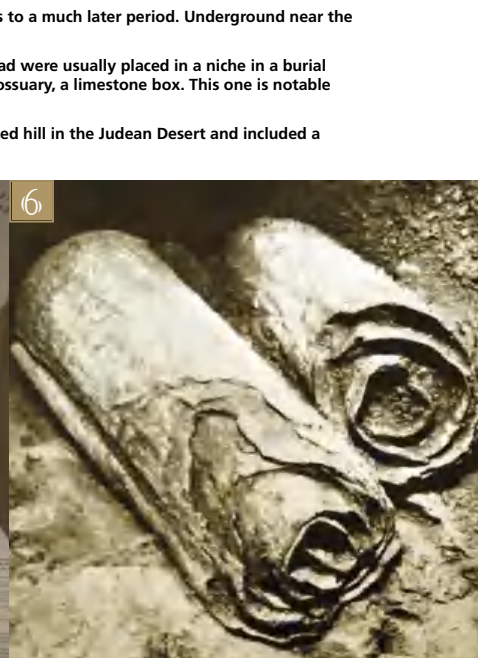 s to a much later period. Underground near the
ad were usually placed in a niche in a burial
ossuary, a limestone box. This one is notable
ed hill in the Judean Desert and included a
6